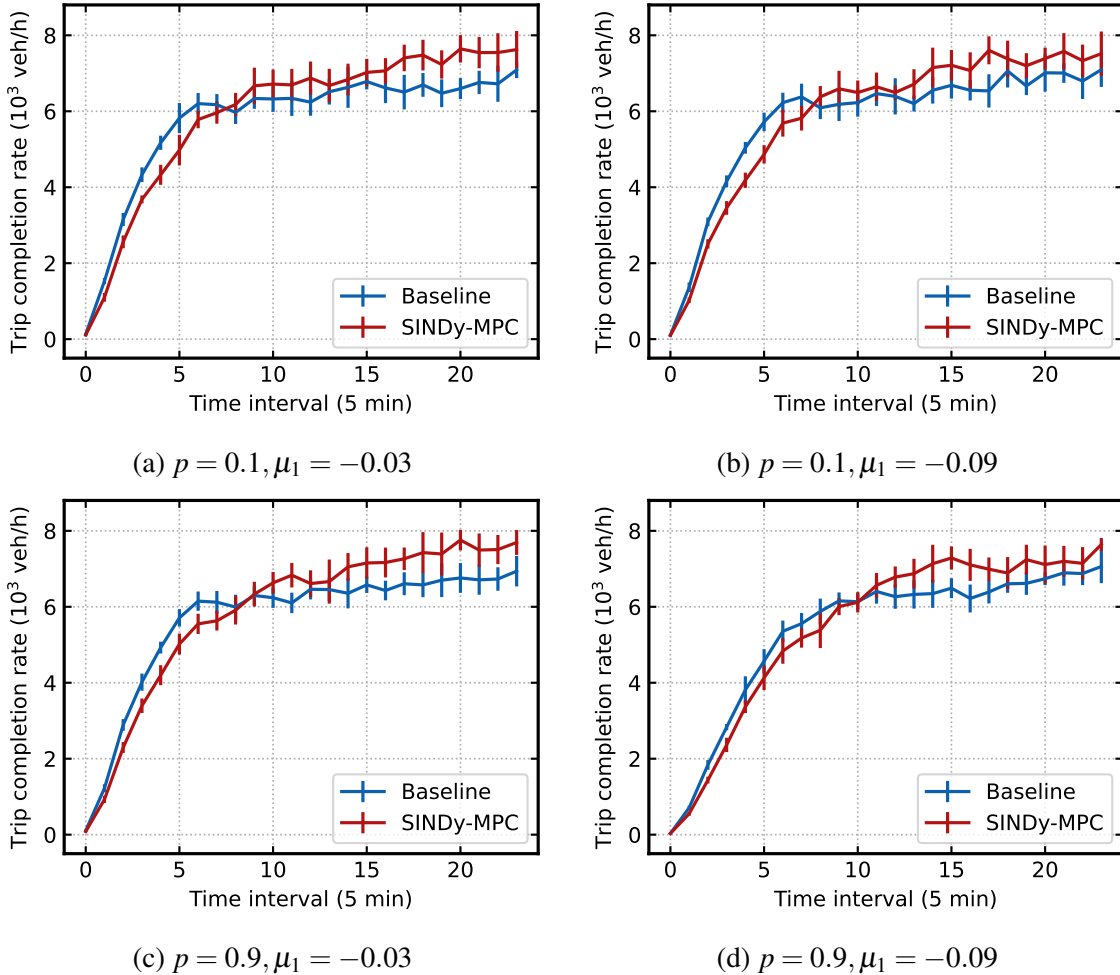 8
6
4
2
0
Trip completion rate (10³ veh/h)
Baseline
SINDy-MPC
0 5 10 15 20
Time interval (5 min)
(a) p = 0.1, μ₁ = −0.03
8
6
4
2
0
Trip completion rate (10³ veh/h)
Baseline
SINDy-MPC
0 5 10 15 20
Time interval (5 min)
(b) p = 0.1, μ₁ = −0.09
8
6
4
2
0
Trip completion rate (10³ veh/h)
Baseline
SINDy-MPC
0 5 10 15 20
Time interval (5 min)
(c) p = 0.9, μ₁ = −0.03
8
6
4
2
0
Trip completion rate (10³ veh/h)
Baseline
SINDy-MPC
0 5 10 15 20
Time interval (5 min)
(d) p = 0.9, μ₁ = −0.09